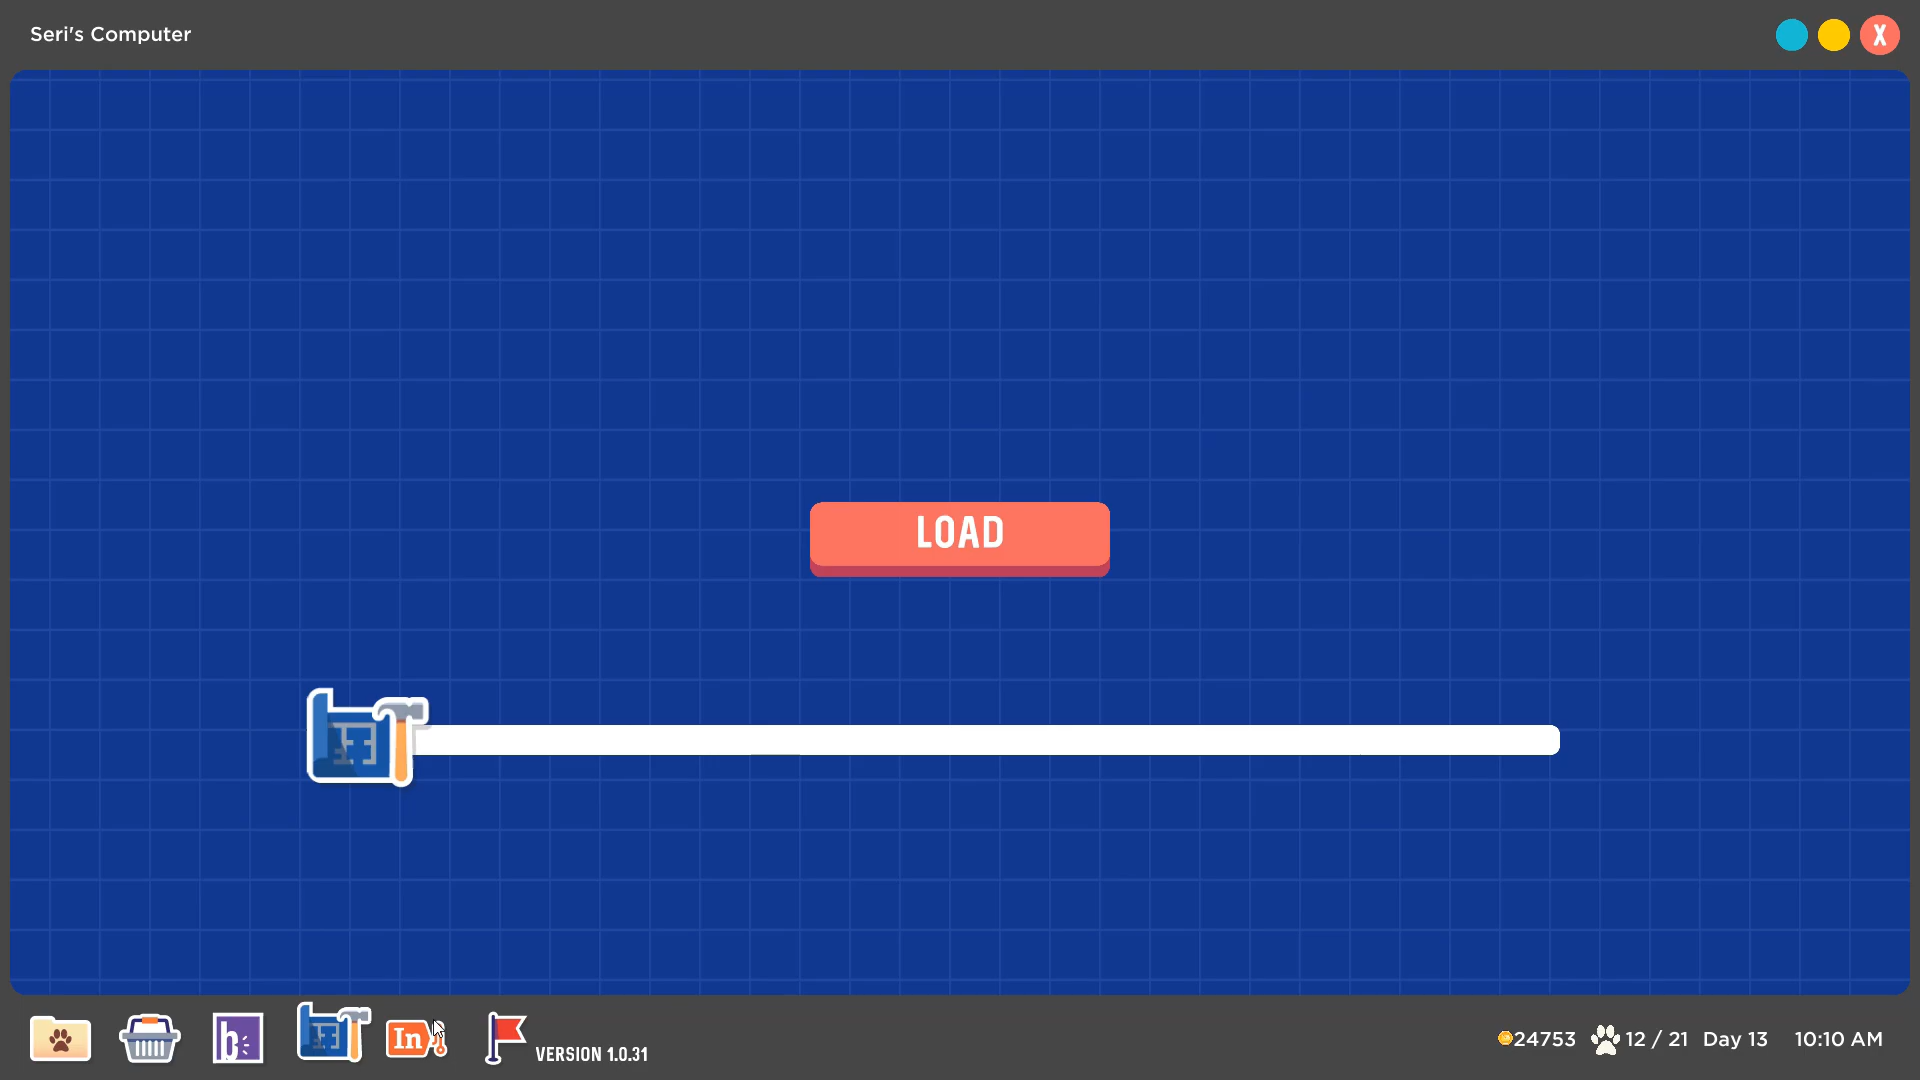 Seri's Computer
X
LOAD
b
In
VERSION 1.0.31
24753
12 / 21
Day 13
10:10 AM